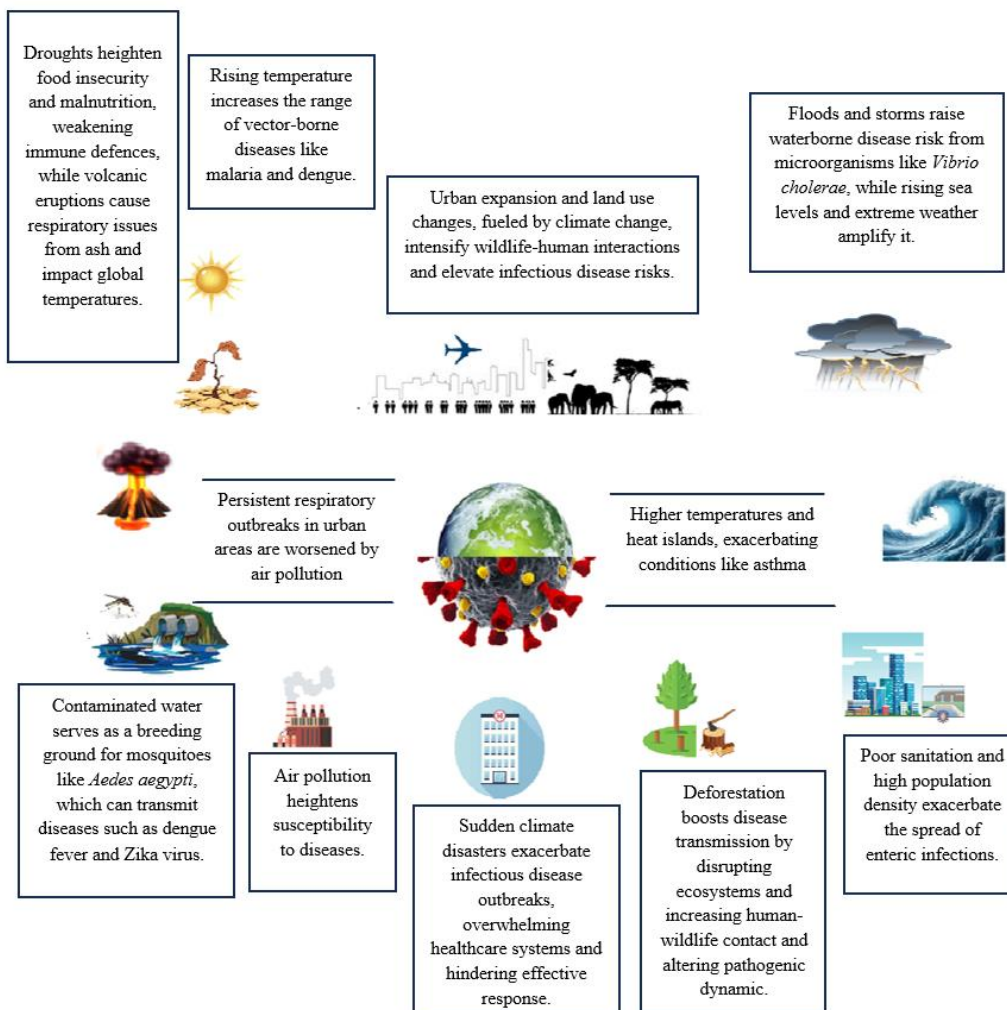 Droughts heighten
food insecurity
and malnutrition,
weakening
immune defences,
while volcanic
eruptions cause
respiratory issues
from ash and
impact global
temperatures.
Rising temperature
increases the range
of vector-borne
diseases like
malaria and dengue.
Urban expansion and land use
changes, fueled by climate change,
intensify wildlife-human interactions
and elevate infectious disease risks.
Floods and storms raise
waterborne disease risk from
microorganisms like Vibrio
cholerae, while rising sea
levels and extreme weather
amplify it.
Persistent respiratory
outbreaks in urban
areas are worsened by
air pollution
Higher temperatures and
heat islands, exacerbating
conditions like asthma
Contaminated water
serves as a breeding
ground for mosquitoes
like Aedes aegypti,
which can transmit
diseases such as dengue
fever and Zika virus.
Air pollution
heightens
susceptibility
to diseases.
Sudden climate
disasters exacerbate
infectious disease
outbreaks,
overwhelming
healthcare systems and
hindering effective
response.
Deforestation
boosts disease
transmission by
disrupting
ecosystems and
increasing human-
wildlife contact and
altering pathogenic
dynamic.
Poor sanitation and
high population
density exacerbate
the spread of
enteric infections.